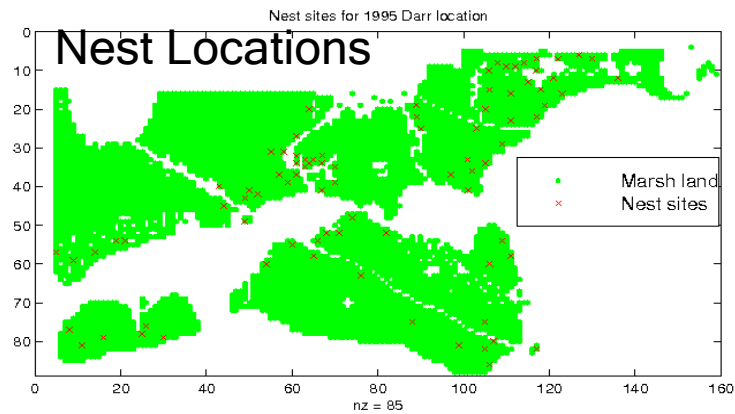 Nest sites for 1995 Darr location
Nest Locations
0
10
20
30
40
50
60
70
80
Marsh land
Nest sites
0 20 40 60 80 100 120 140 160
nz = 85